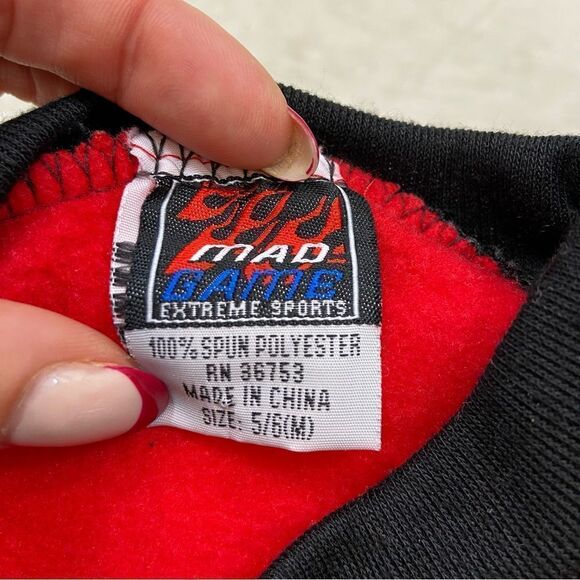 MAD
GAME
EXTREME SPORTS
100% SPUN POLYESTER
RN 36753
MADE IN CHINA
SIZE: 5/6(M)